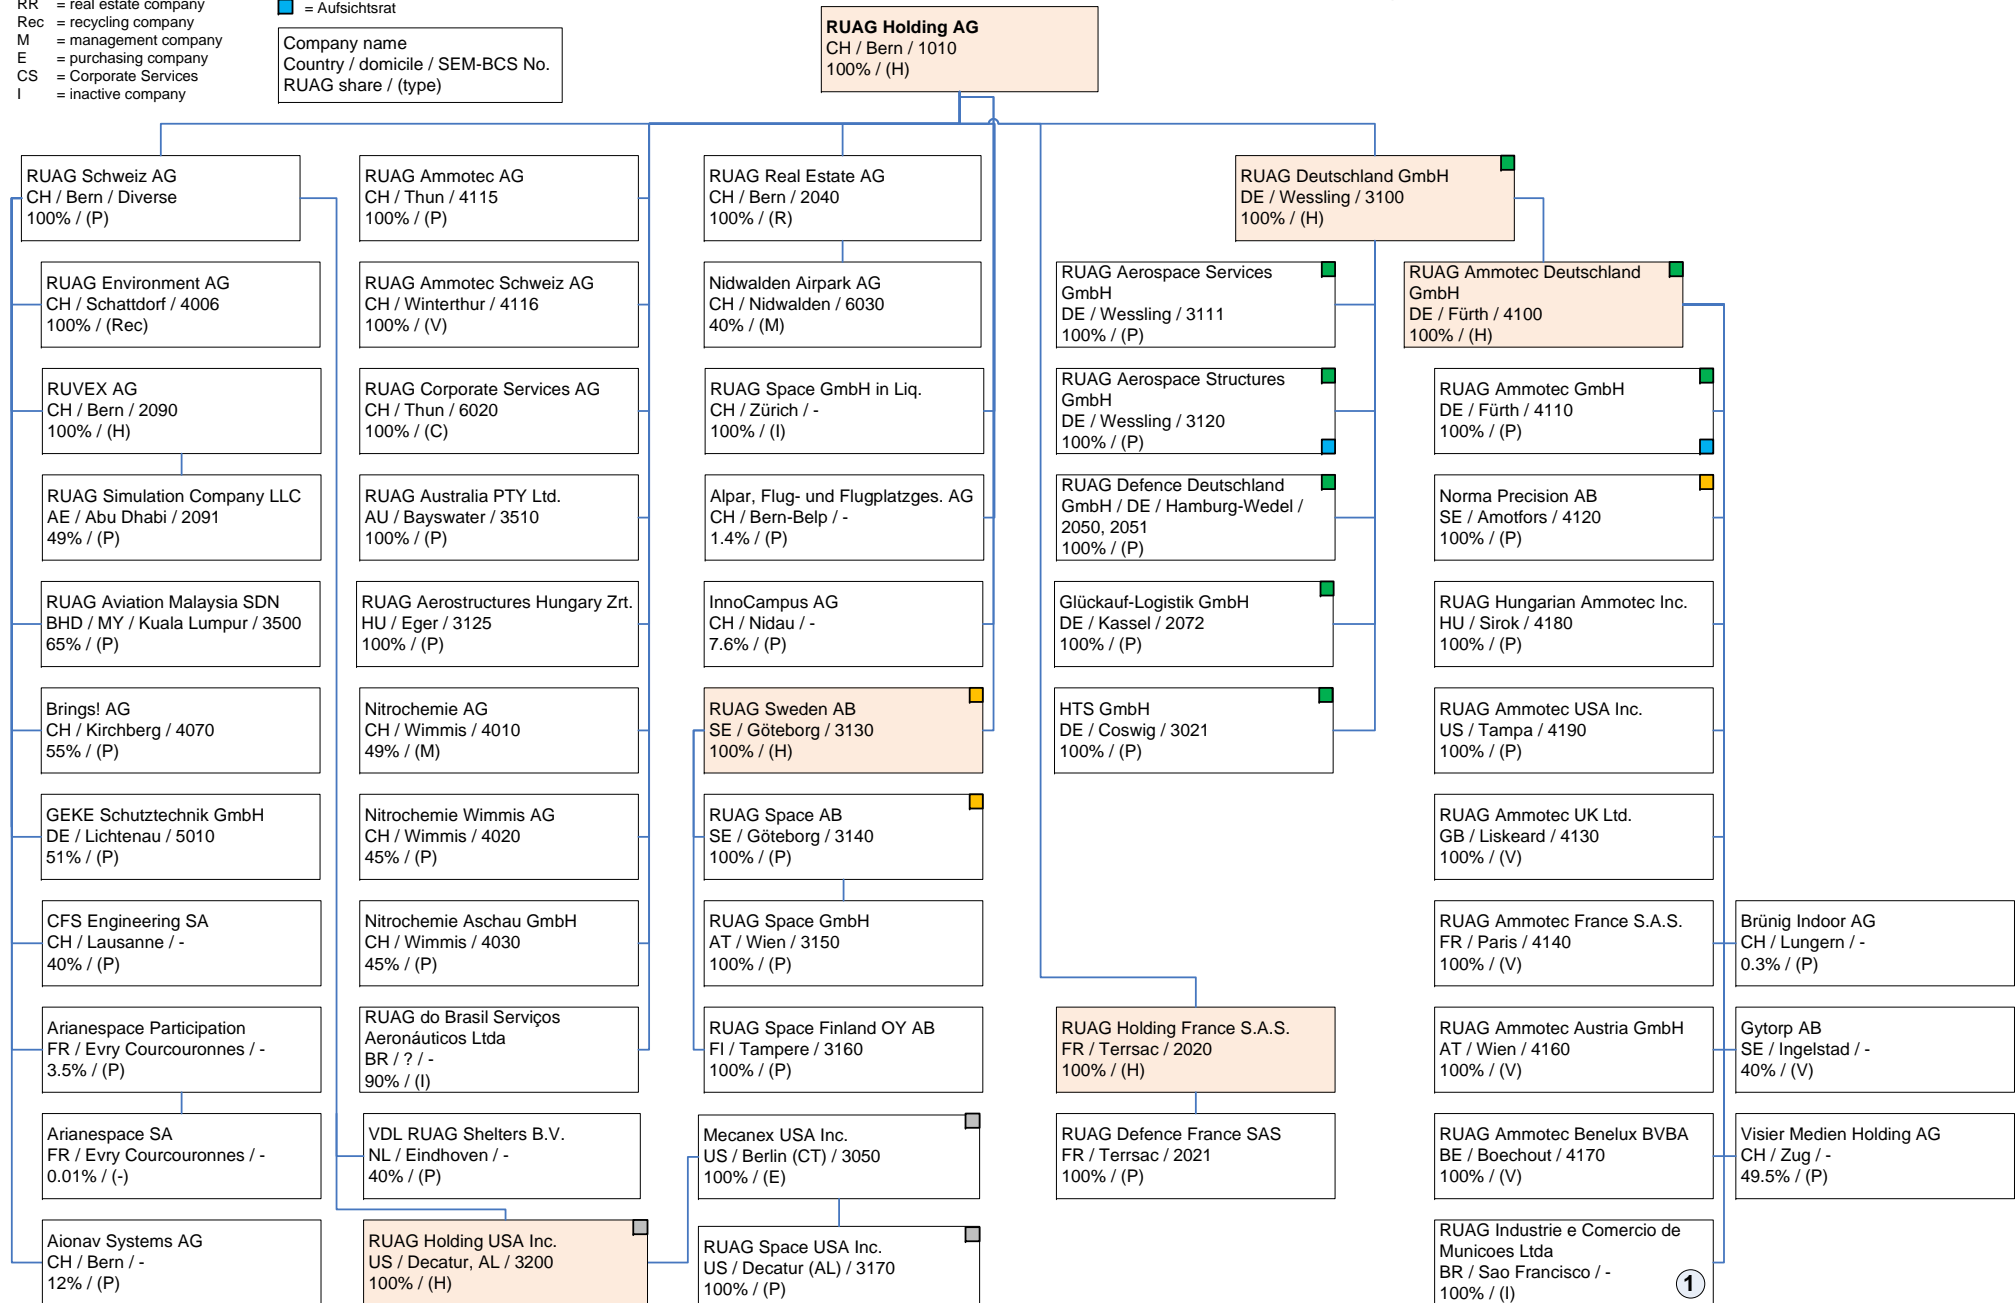 RR = real estate company
Rec = recycling company
M = management company
E = purchasing company
CS = Corporate Services
I = inactive company
= Aufsichtsrat
Company name
Country / domicile / SEM-BCS No.
RUAG share / (type)
RUAG Holding AG
CH / Bern / 1010
100% / (H)
RUAG Schweiz AG
CH / Bern / Diverse
100% / (P)
RUAG Environment AG
CH / Schattdorf / 4006
100% / (Rec)
RUVEX AG
CH / Bern / 2090
100% / (H)
RUAG Simulation Company LLC
AE / Abu Dhabi / 2091
49% / (P)
RUAG Aviation Malaysia SDN
BHD / MY / Kuala Lumpur / 3500
65% / (P)
Brings! AG
CH / Kirchberg / 4070
55% / (P)
GEKE Schutztechnik GmbH
DE / Lichtenau / 5010
51% / (P)
CFS Engineering SA
CH / Lausanne / -
40% / (P)
Arianespace Participation
FR / Evry Courcouronnes / -
3.5% / (P)
Arianespace SA
FR / Evry Courcouronnes / -
0.01% / (-)
Aionav Systems AG
CH / Bern / -
12% / (P)
RUAG Ammotec AG
CH / Thun / 4115
100% / (P)
RUAG Ammotec Schweiz AG
CH / Winterthur / 4116
100% / (V)
RUAG Corporate Services AG
CH / Thun / 6020
100% / (C)
RUAG Australia PTY Ltd.
AU / Bayswater / 3510
100% / (P)
RUAG Aerostructures Hungary Zrt.
HU / Eger / 3125
100% / (P)
Nitrochemie AG
CH / Wimmis / 4010
49% / (M)
Nitrochemie Wimmis AG
CH / Wimmis / 4020
45% / (P)
Nitrochemie Aschau GmbH
CH / Wimmis / 4030
45% / (P)
RUAG do Brasil Serviços
Aeronáuticos Ltda
BR / ? / -
90% / (I)
VDL RUAG Shelters B.V.
NL / Eindhoven / -
40% / (P)
RUAG Holding USA Inc.
US / Decatur, AL / 3200
100% / (H)
RUAG Real Estate AG
CH / Bern / 2040
100% / (R)
Nidwalden Airpark AG
CH / Nidwalden / 6030
40% / (M)
RUAG Space GmbH in Liq.
CH / Zürich / -
100% / (I)
Alpar, Flug- und Flugplatzges. AG
CH / Bern-Belp / -
1.4% / (P)
InnoCampus AG
CH / Nidau / -
7.6% / (P)
RUAG Sweden AB
SE / Göteborg / 3130
100% / (H)
RUAG Space AB
SE / Göteborg / 3140
100% / (P)
RUAG Space GmbH
AT / Wien / 3150
100% / (P)
RUAG Space Finland OY AB
FI / Tampere / 3160
100% / (P)
Mecanex USA Inc.
US / Berlin (CT) / 3050
100% / (E)
RUAG Space USA Inc.
US / Decatur (AL) / 3170
100% / (P)
RUAG Deutschland GmbH
DE / Wessling / 3100
100% / (H)
RUAG Aerospace Services
GmbH
DE / Wessling / 3111
100% / (P)
RUAG Aerospace Structures
GmbH
DE / Wessling / 3120
100% / (P)
RUAG Defence Deutschland
GmbH / DE / Hamburg-Wedel /
2050, 2051
100% / (P)
Glückauf-Logistik GmbH
DE / Kassel / 2072
100% / (P)
HTS GmbH
DE / Coswig / 3021
100% / (P)
RUAG Holding France S.A.S.
FR / Terrsac / 2020
100% / (H)
RUAG Defence France SAS
FR / Terrsac / 2021
100% / (P)
RUAG Ammotec Deutschland
GmbH
DE / Fürth / 4100
100% / (H)
RUAG Ammotec GmbH
DE / Fürth / 4110
100% / (P)
Norma Precision AB
SE / Amotfors / 4120
100% / (P)
RUAG Hungarian Ammotec Inc.
HU / Sirok / 4180
100% / (P)
RUAG Ammotec USA Inc.
US / Tampa / 4190
100% / (P)
RUAG Ammotec UK Ltd.
GB / Liskeard / 4130
100% / (V)
RUAG Ammotec France S.A.S.
FR / Paris / 4140
100% / (V)
RUAG Ammotec Austria GmbH
AT / Wien / 4160
100% / (V)
RUAG Ammotec Benelux BVBA
BE / Boechout / 4170
100% / (V)
RUAG Industrie e Comercio de
Municoes Ltda
BR / Sao Francisco / -
100% / (I)
1
Brünig Indoor AG
CH / Lungern / -
0.3% / (P)
Gytorp AB
SE / Ingelstad / -
40% / (V)
Visier Medien Holding AG
CH / Zug / -
49.5% / (P)